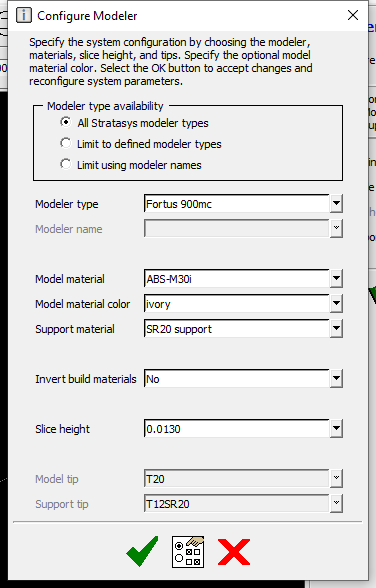 Configure Modeler
Specify the system configuration by choosing the modeler,
materials, slice height, and tips. Specify the optional model
material color. Select the OK button to accept changes and
reconfigure system parameters.
Modeler type availability
All Stratasys modeler types
Limit to defined modeler types
Limit using modeler names
Modeler type Fortus 900mc
Modeler name
Model material ABS-M30i
Model material color ivory
Support material SR20 support
Invert build materials No
Slice height 0.0130
Model tip T20
Support tip T12SR20